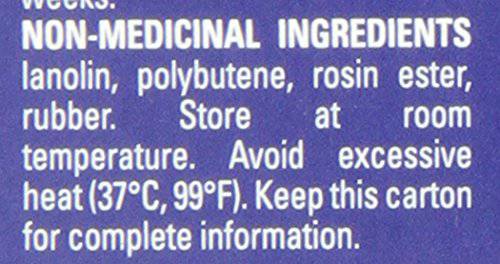 weeks.
NON-MEDICINAL INGREDIENTS
lanolin, polybutene, rosin ester,
rubber. Store at room
temperature. Avoid excessive
heat (37°C, 99°F). Keep this carton
for complete information.